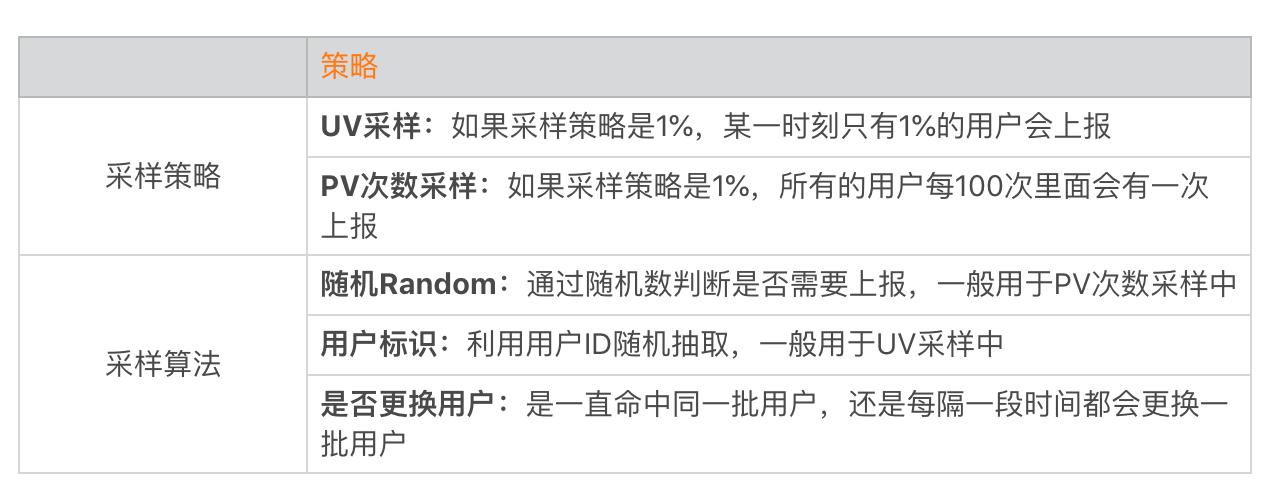 策略
采样策略
UV采样：如果采样策略是1%，某一时刻只有1%的用户会上报
PV次数采样：如果采样策略是1%，所有的用户每100次里面会有一次
上报
采样算法
随机Random：通过随机数判断是否需要上报，一般用于PV次数采样中
用户标识：利用用户ID随机抽取，一般用于UV采样中
是否更换用户：是一直命中同一批用户，还是每隔一段时间都会更换一
批用户